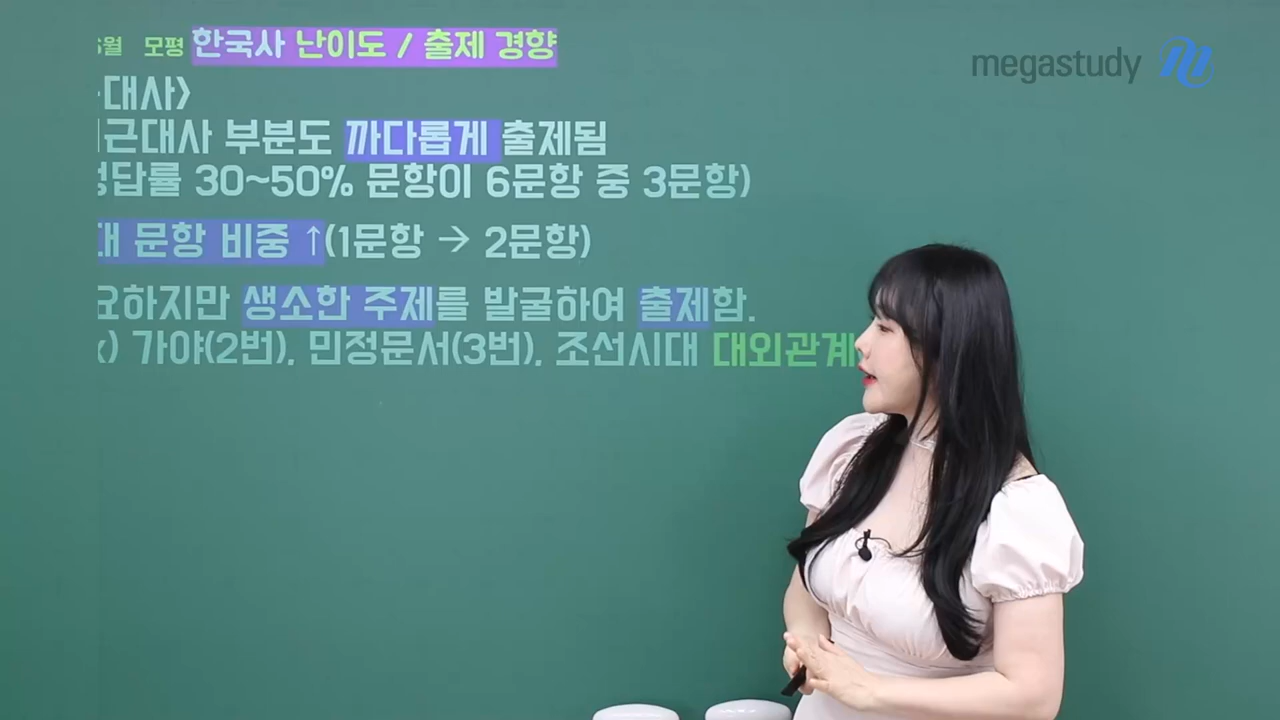 월 모평 한국사 난이도 / 출제 경향
megastudy
대사>
근대사 부분도 까다롭게 출제됨
답률 30~50% 문항이 6문항 중 3문항)
문항 비중 ↑(1문항 → 2문항)
하지만 생소한 주제를 발굴하여 출제함.
) 가야(2번), 민정문서(3번), 조선시대 대외관계